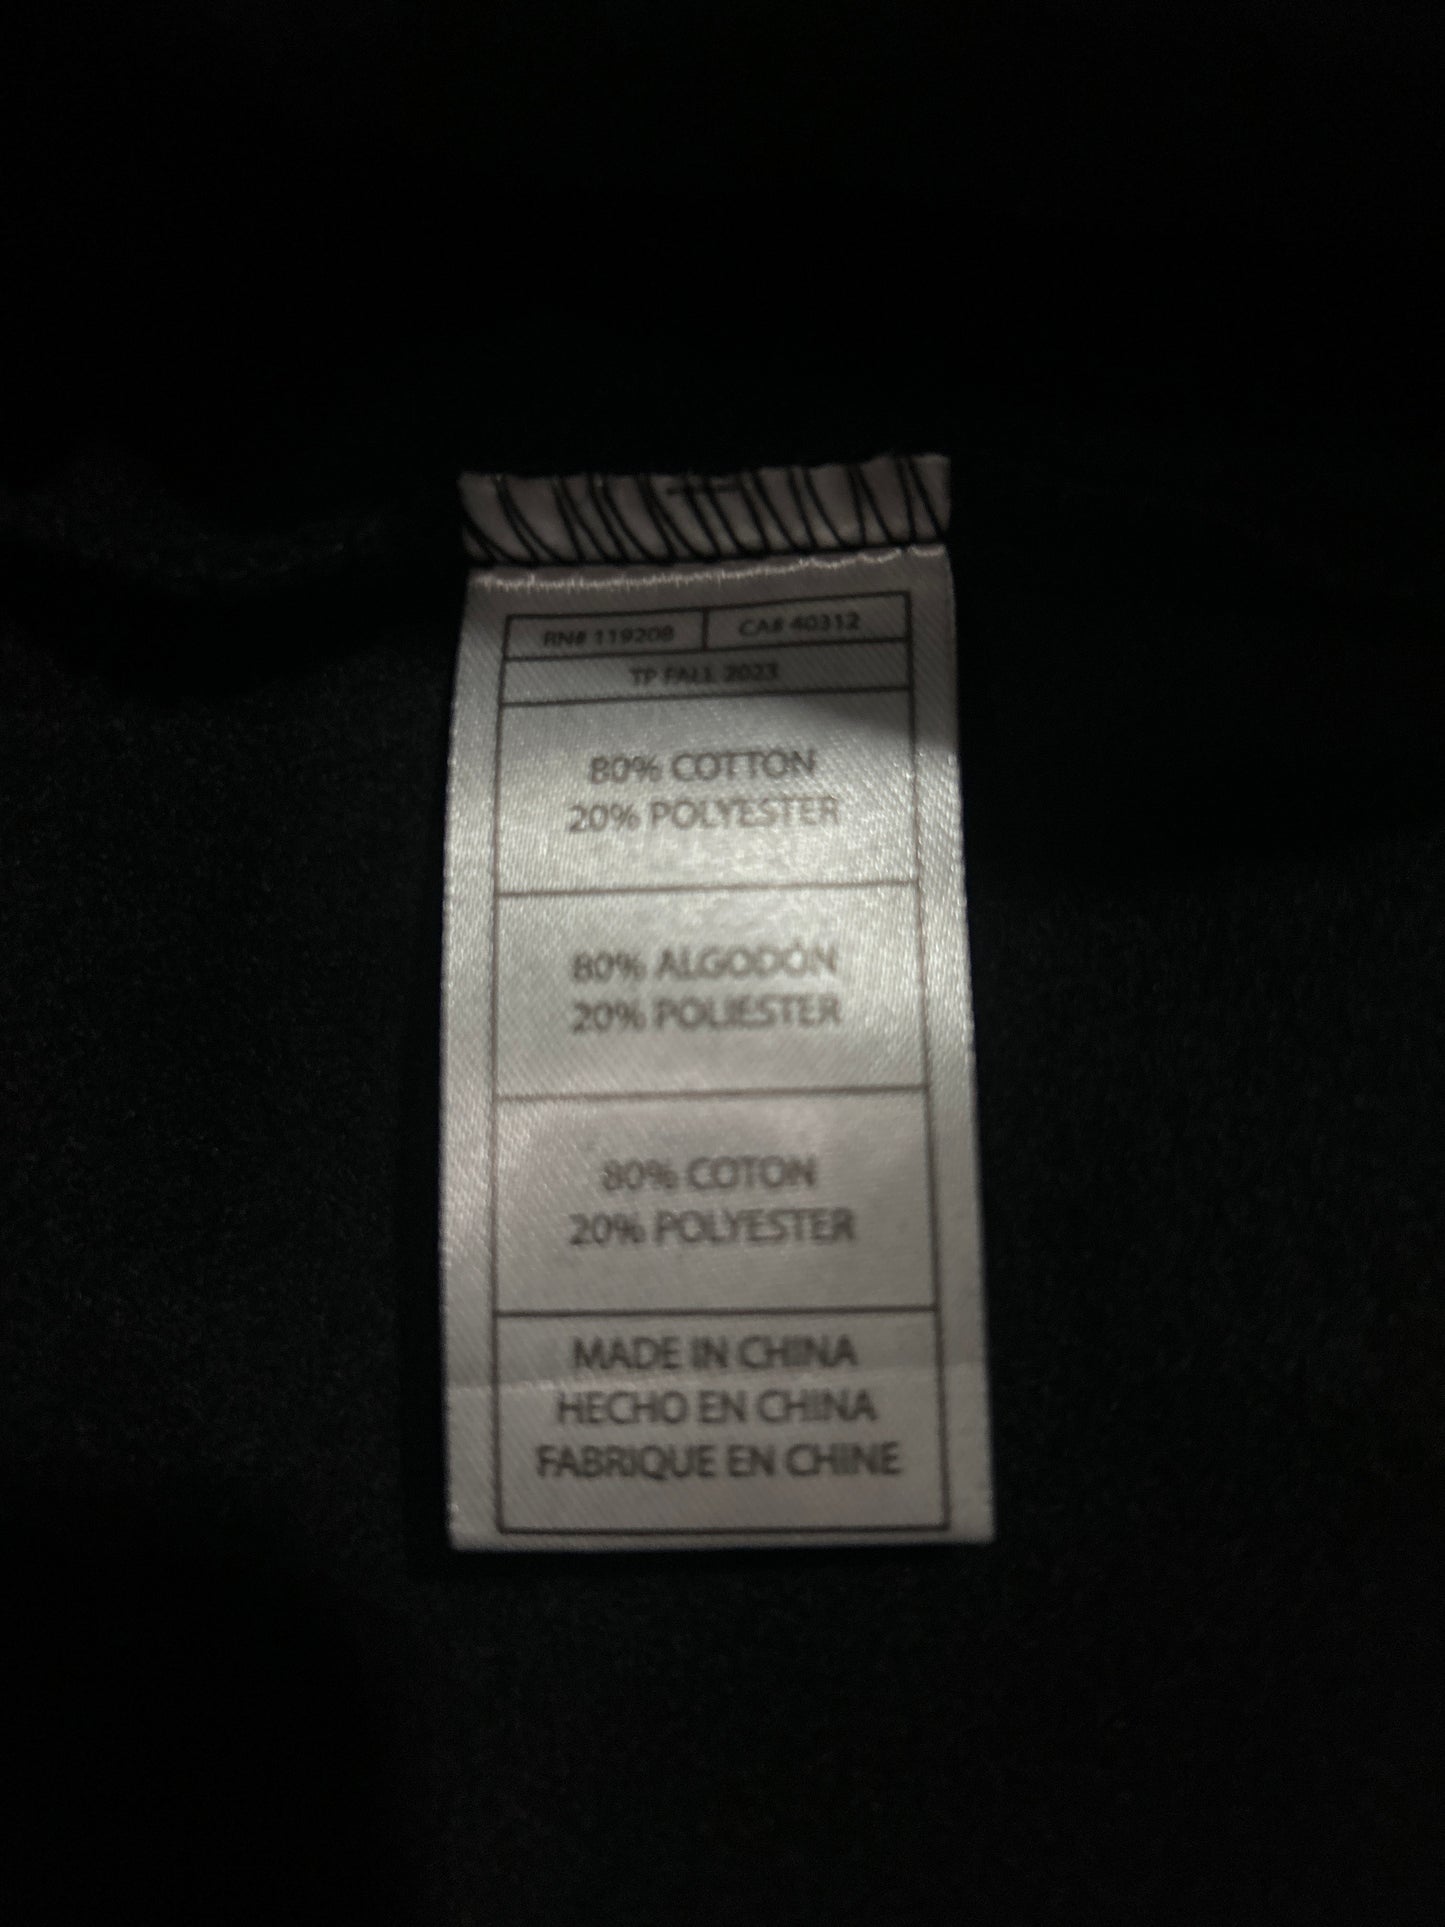 RN# 119208 CA# 40312
TP FALL 2023
80% COTTON
20% POLYESTER
80% ALGODÓN
20% POLIESTER
80% COTON
20% POLYESTER
MADE IN CHINA
HECHO EN CHINA
FABRIQUE EN CHINE